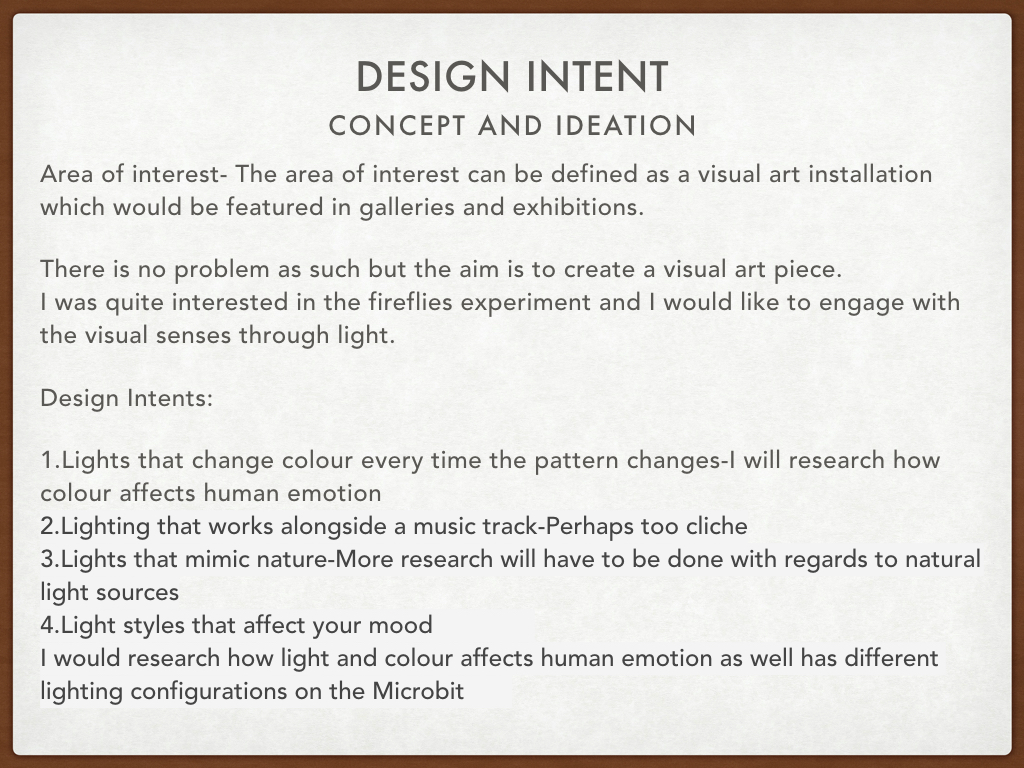 DESIGN INTENT
CONCEPT AND IDEATION
Area of interest- The area of interest can be defined as a visual art installation
which would be featured in galleries and exhibitions.
There is no problem as such but the aim is to create a visual art piece.
I was quite interested in the fireflies experiment and I would like to engage with
the visual senses through light.
Design Intents:
1.Lights that change colour every time the pattern changes-I will research how
colour affects human emotion
2.Lighting that works alongside a music track-Perhaps too cliche
3.Lights that mimic nature-More research will have to be done with regards to natural
light sources
4.Light styles that affect your mood
I would research how light and colour affects human emotion as well has different
lighting configurations on the Microbit